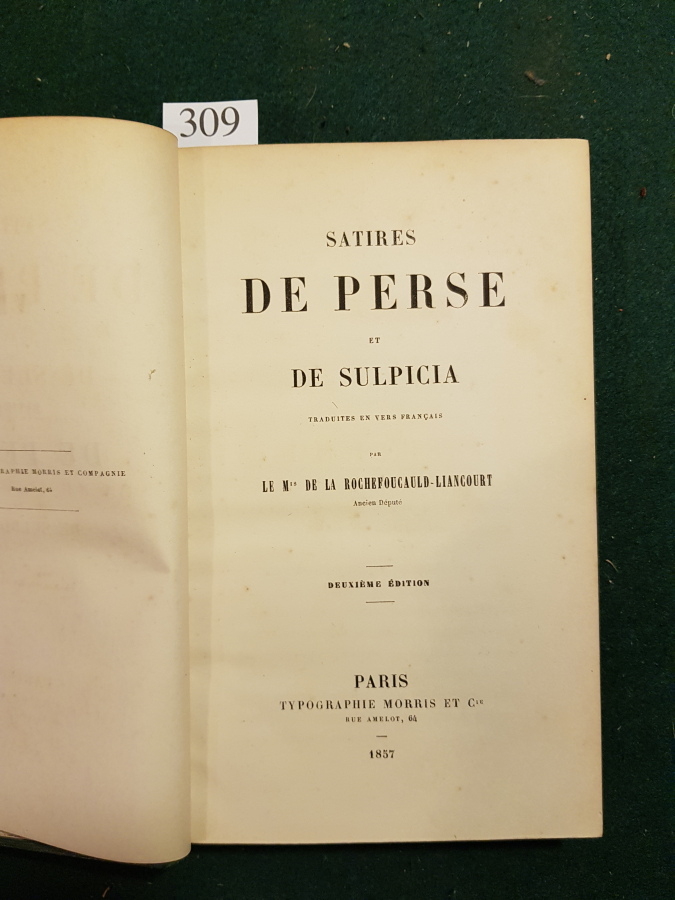 309
SATIRES
DE PERSE
ET
DE SULPICIA
TRADUITES EN VERS FRANÇAIS
PAR
LE Mis DE LA ROCHEFOUCAULD-LIANCOURT
Ancien Député
DEUXIÈME ÉDITION
PARIS
TYPOGRAPHIE MORRIS ET Cie
RUE AMELOT, 64
1857
RAPHIE MORRIS ET COMPAGNIE
Rue Amelot, 64